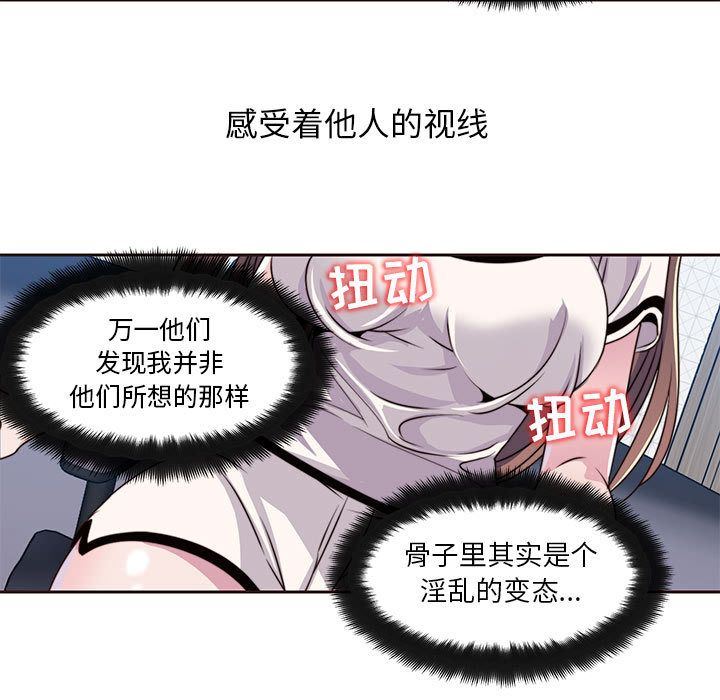 感受着他人的视线
扭动
万一他们
发现我并非
他们所想的那样
扭动
骨子里其实是个
淫乱的变态...